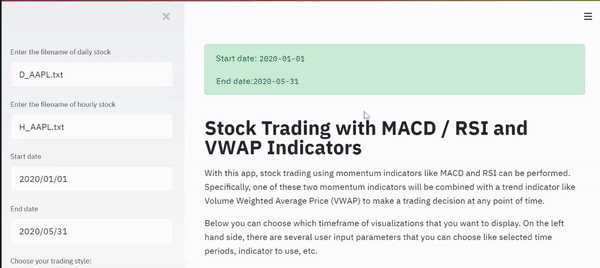 Enter the filename of daily stock
D_AAPL.txt
Enter the filename of hourly stock
H_AAPL.txt
Start date
2020/01/01
End date
2020/05/31
Choose your trading style:
Start date: 2020-01-01
End date:2020-05-31
Stock Trading with MACD / RSI and
VWAP Indicators
With this app, stock trading using momentum indicators like MACD and RSI can be performed.
Specifically, one of these two momentum indicators will be combined with a trend indicator like
Volume Weighted Average Price (VWAP) to make a trading decision at any point of time.
Below you can choose which timeframe of visualizations that you want to display. On the left
hand side, there are several user input parameters that you can choose like selected time
periods, indicator to use, etc.